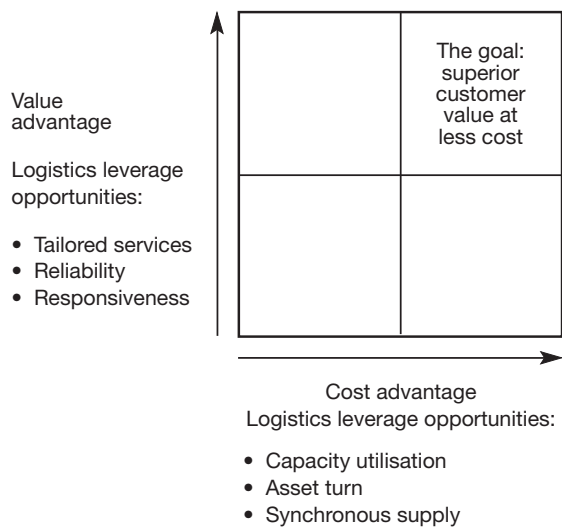 The goal:
superior
customer
value at
less cost
Value
advantage
Logistics leverage
opportunities:
• Tailored services
• Reliability
• Responsiveness
Cost advantage
Logistics leverage opportunities:
• Capacity utilisation
• Asset turn
• Synchronous supply